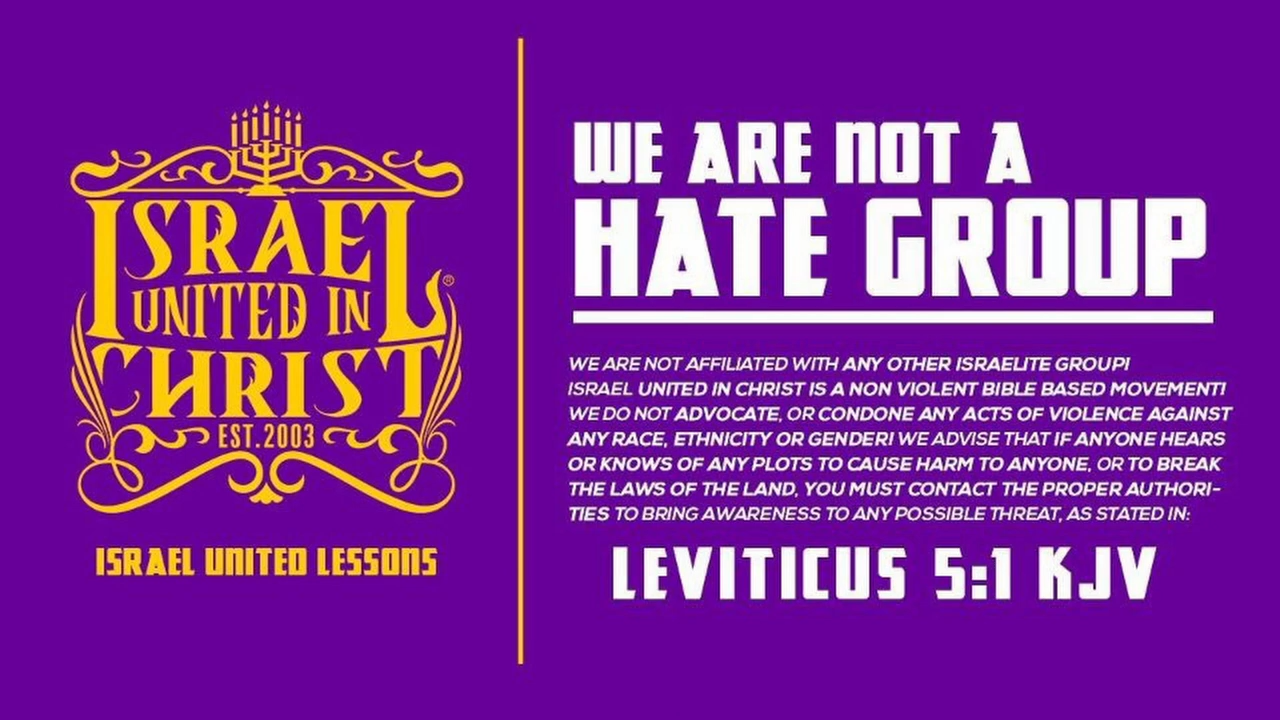 ISRAEL
UNITED IN
CHRIST
®
EST.2003
ISRAEL UNITED LESSONS
WE ARE NOT A
HATE GROUP
WE ARE NOT AFFILIATED WITH ANY OTHER ISRAELITE GROUP!
ISRAEL UNITED IN CHRIST IS A NON VIOLENT BIBLE BASED MOVEMENT!
WE DO NOT ADVOCATE, OR CONDONE ANY ACTS OF VIOLENCE AGAINST
ANY RACE, ETHNICITY OR GENDER! WE ADVISE THAT IF ANYONE HEARS
OR KNOWS OF ANY PLOTS TO CAUSE HARM TO ANYONE, OR TO BREAK
THE LAWS OF THE LAND, YOU MUST CONTACT THE PROPER AUTHORI-
TIES TO BRING AWARENESS TO ANY POSSIBLE THREAT, AS STATED IN:
LEVITICUS 5:1 KJV